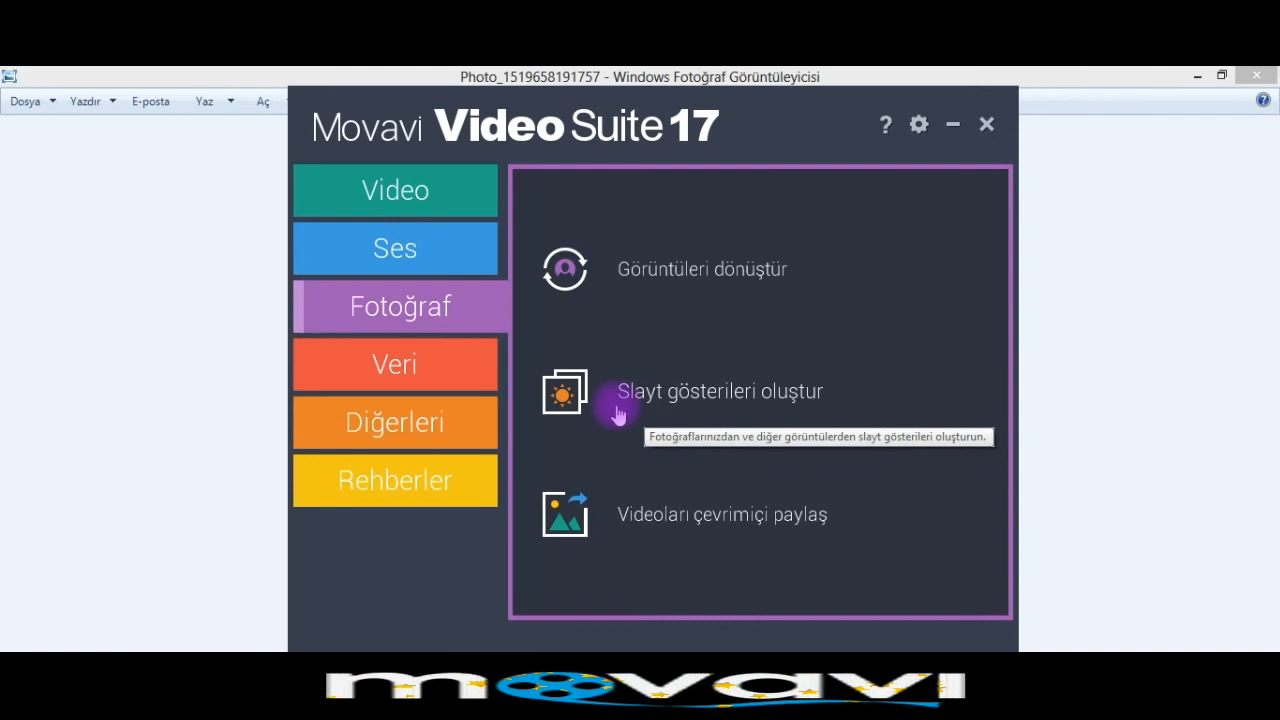 Photo_1519658191757 - Windows Fotoğraf Görüntüleyicisi
Dosya Yazdır E-posta Yaz Aç
Movavi Video Suite 17
Video
Ses
Fotoğraf
Veri
Diğerleri
Rehberler
Görüntüleri dönüştür
Slayt gösterileri oluştur
Fotoğraflarınızdan ve diğer görüntülerden slayt gösterileri oluşturun.
Videoları çevrimiçi paylaş
movavi